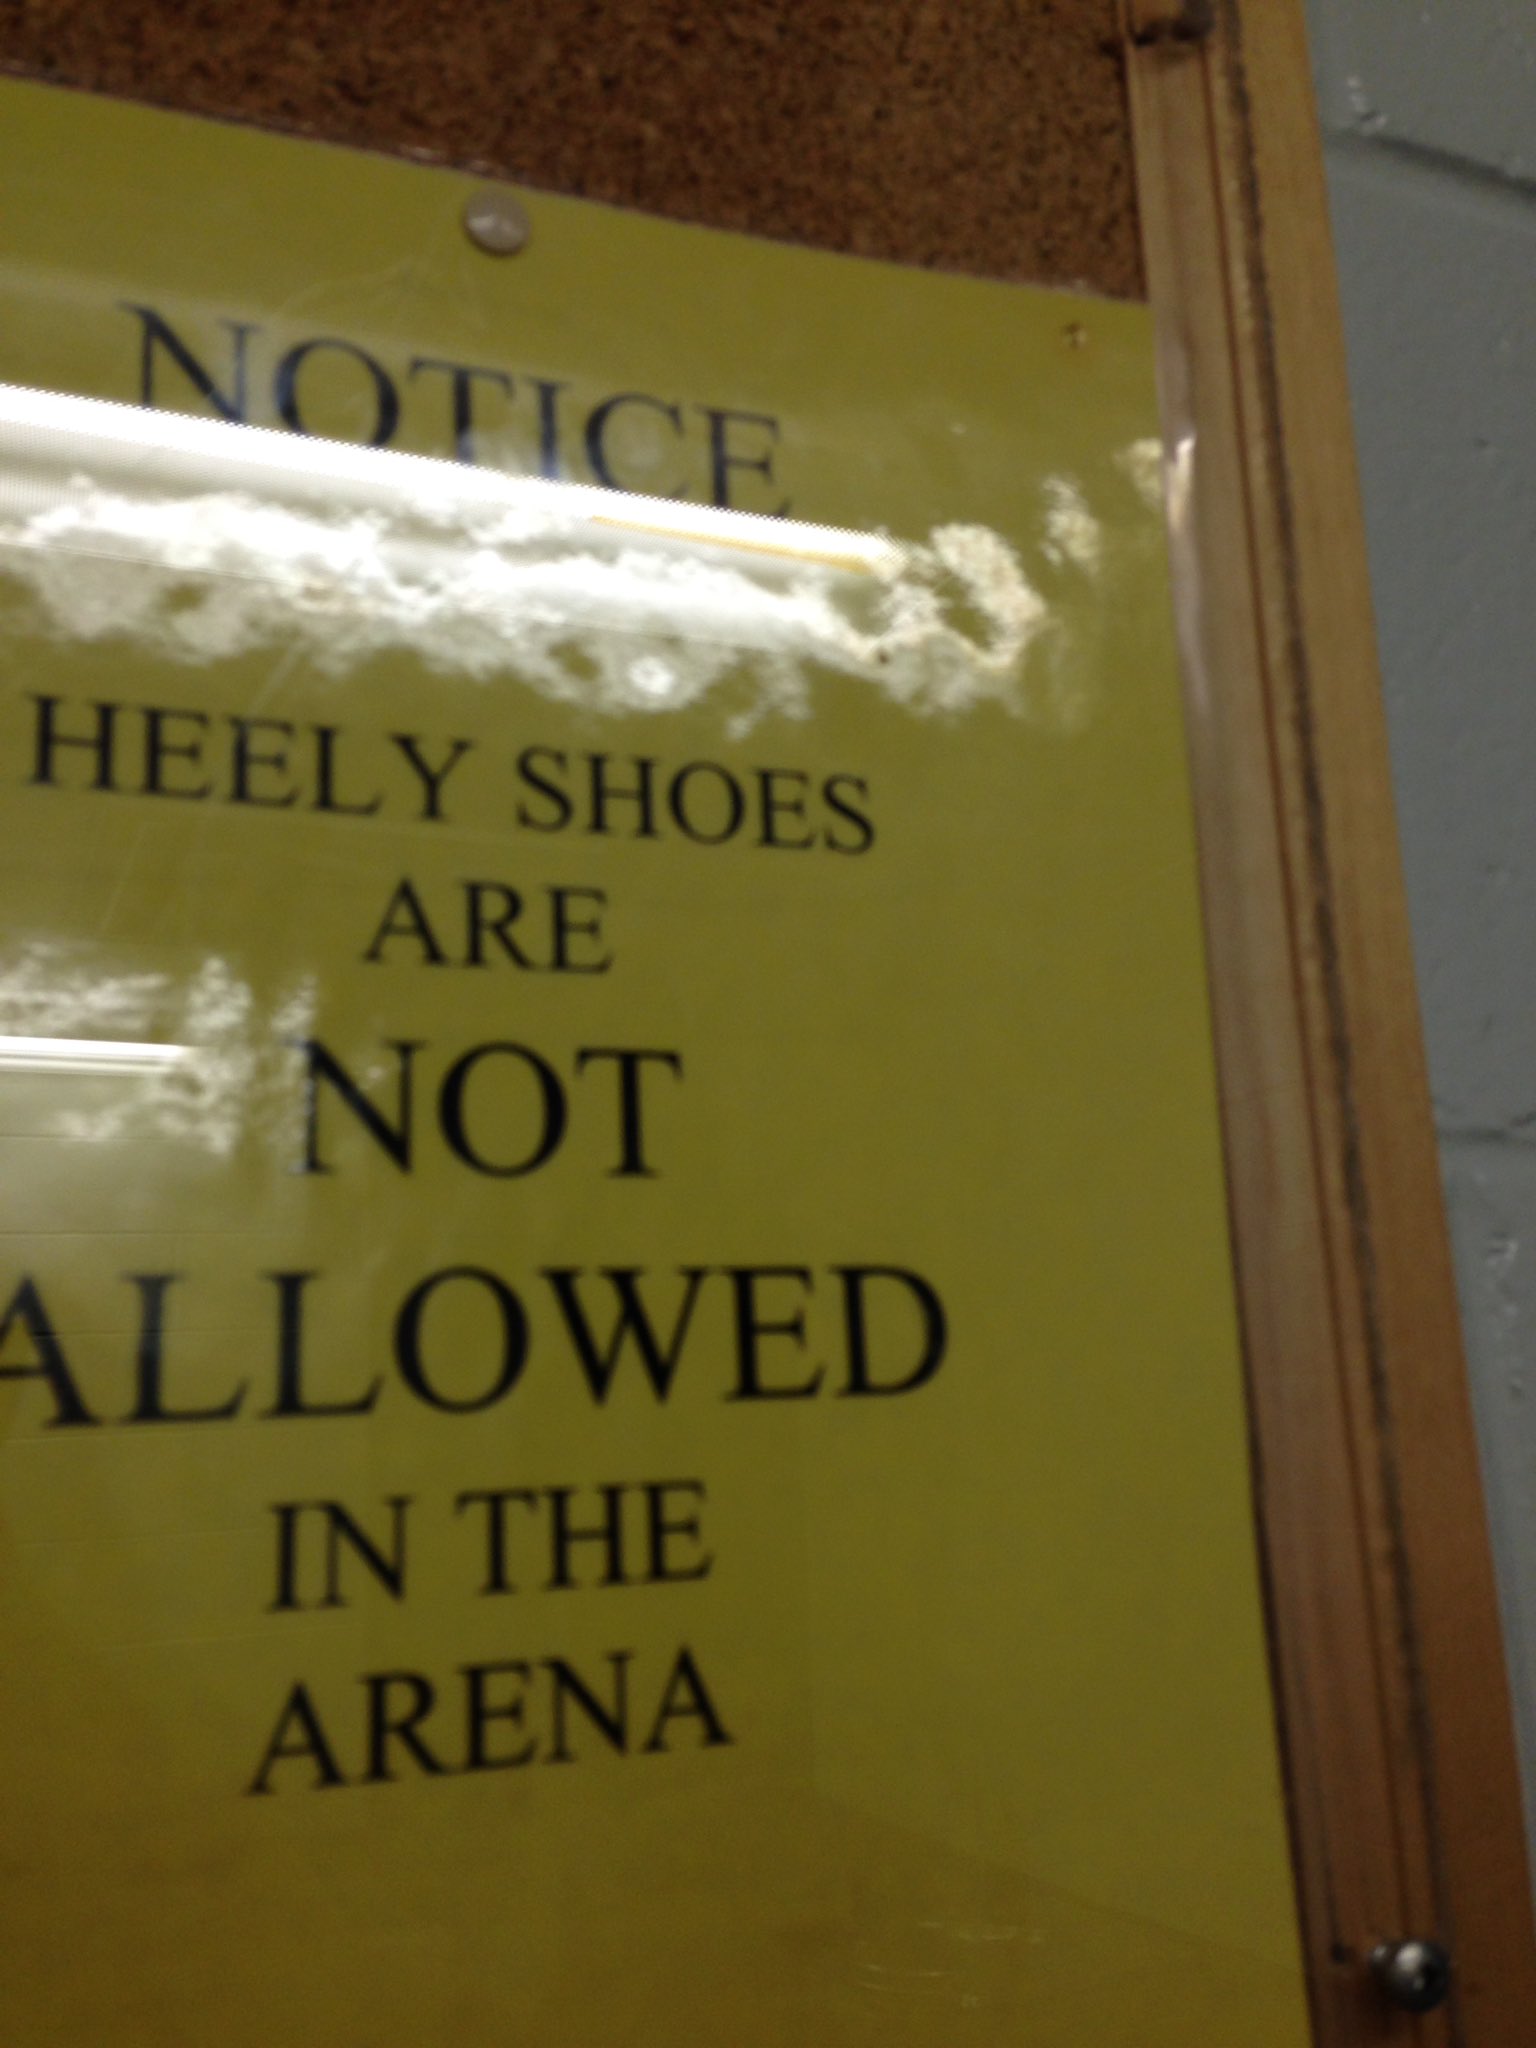 NOTICE
HEELY SHOES
ARE
NOT
ALLOWED
IN THE
ARENA